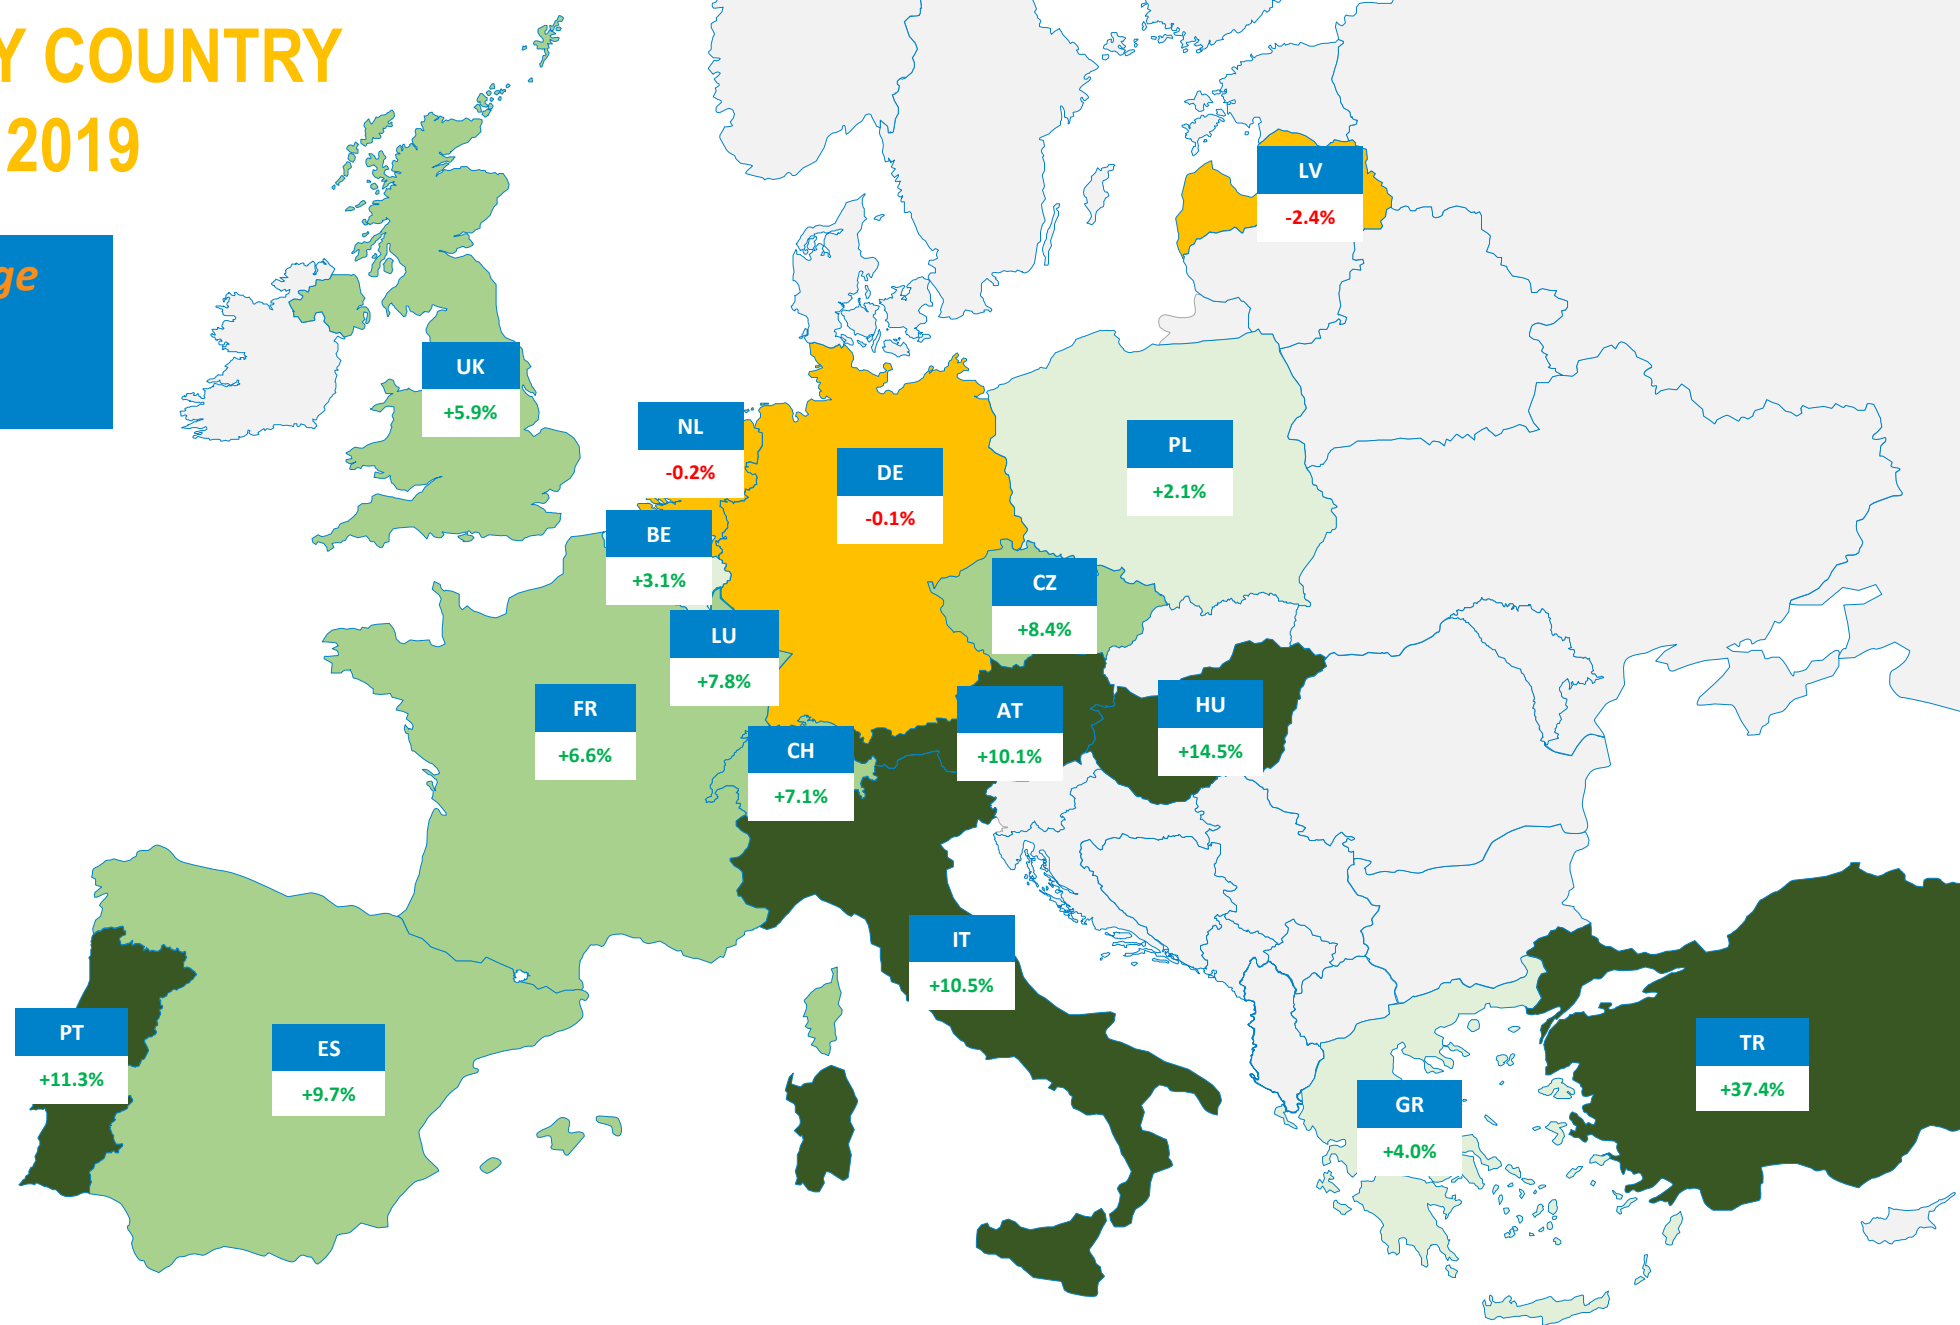 Y COUNTRY
2019
ge
LV
-2.4%
UK
+5.9%
NL
-0.2%
DE
-0.1%
PL
+2.1%
BE
+3.1%
CZ
+8.4%
LU
+7.8%
FR
+6.6%
AT
+10.1%
HU
+14.5%
CH
+7.1%
IT
+10.5%
PT
+11.3%
ES
+9.7%
TR
+37.4%
GR
+4.0%